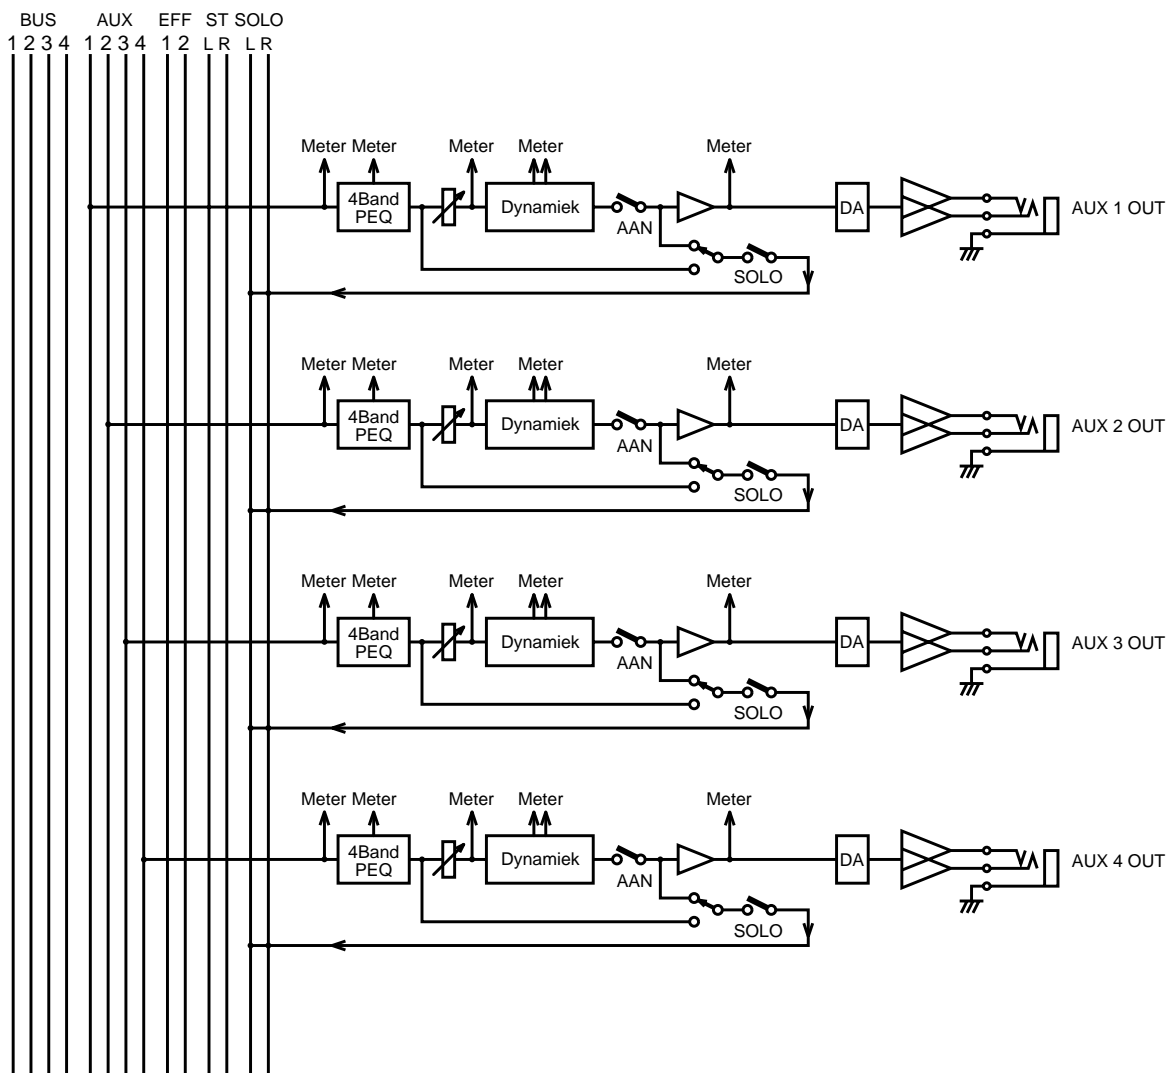 BUS AUX EFF ST SOLO
1 2 3 4 1 2 3 4 1 2 L R L R
Meter Meter Meter Meter Meter
4Band PEQ Dynamiek AAN DA AUX 1 OUT
SOLO
Meter Meter Meter Meter Meter
4Band PEQ Dynamiek AAN DA AUX 2 OUT
SOLO
Meter Meter Meter Meter Meter
4Band PEQ Dynamiek AAN DA AUX 3 OUT
SOLO
Meter Meter Meter Meter Meter
4Band PEQ Dynamiek AAN DA AUX 4 OUT
SOLO